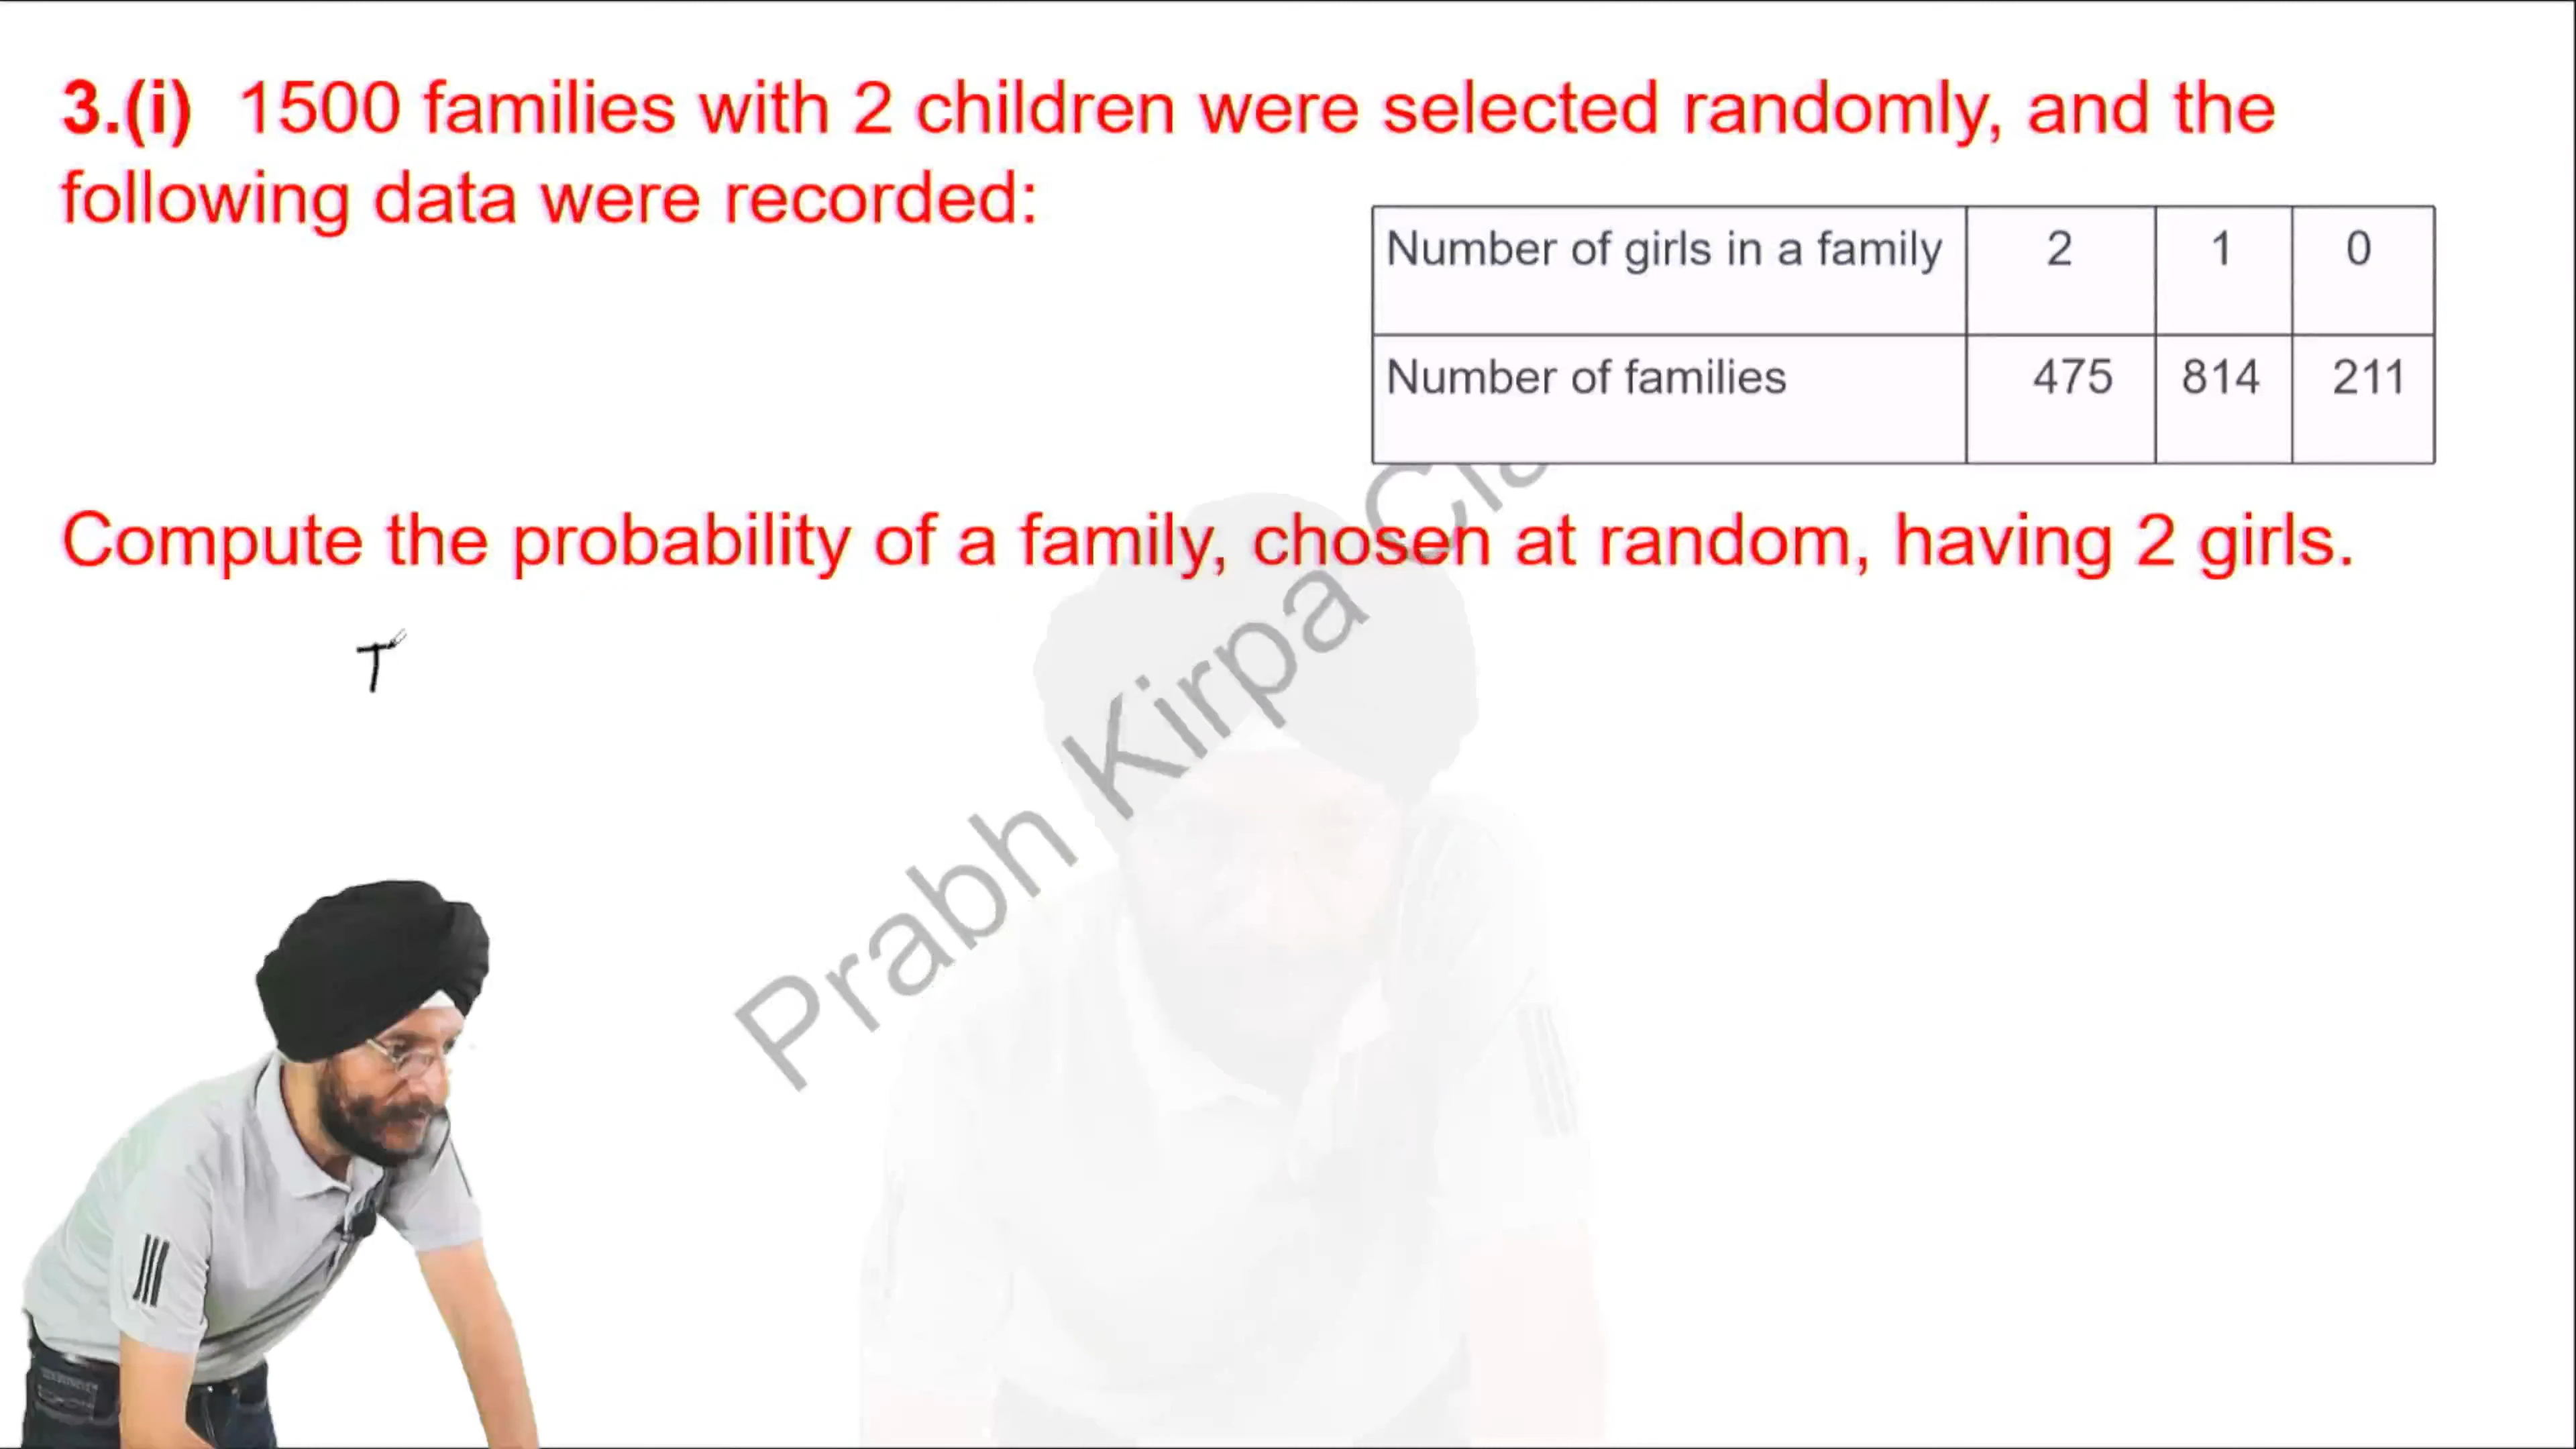 3.(i) 1500 families with 2 children were selected randomly, and the
following data were recorded:
Number of girls in a family 2 1 0
Number of families 475 814 211
Compute the probability of a family, chosen at random, having 2 girls.
T
Prabh Kirpa Cla